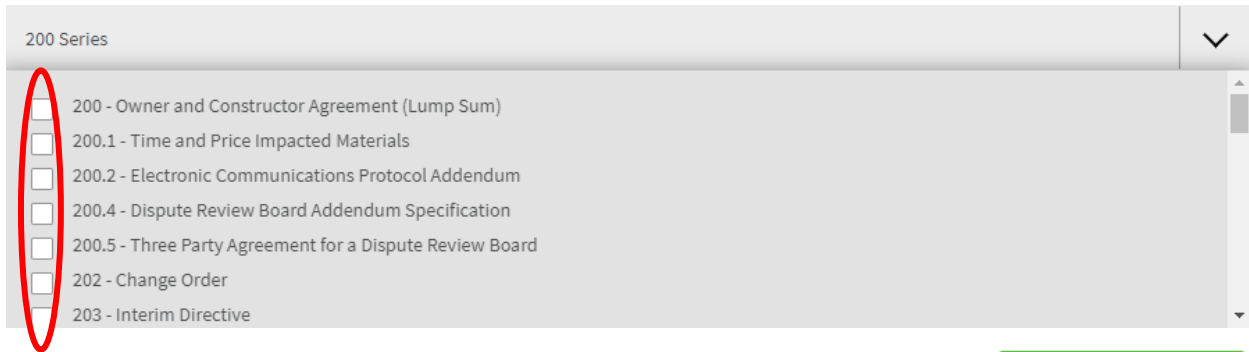 200 Series
200 - Owner and Constructor Agreement (Lump Sum)
200.1 - Time and Price Impacted Materials
200.2 - Electronic Communications Protocol Addendum
200.4 - Dispute Review Board Addendum Specification
200.5 - Three Party Agreement for a Dispute Review Board
202 - Change Order
203 - Interim Directive